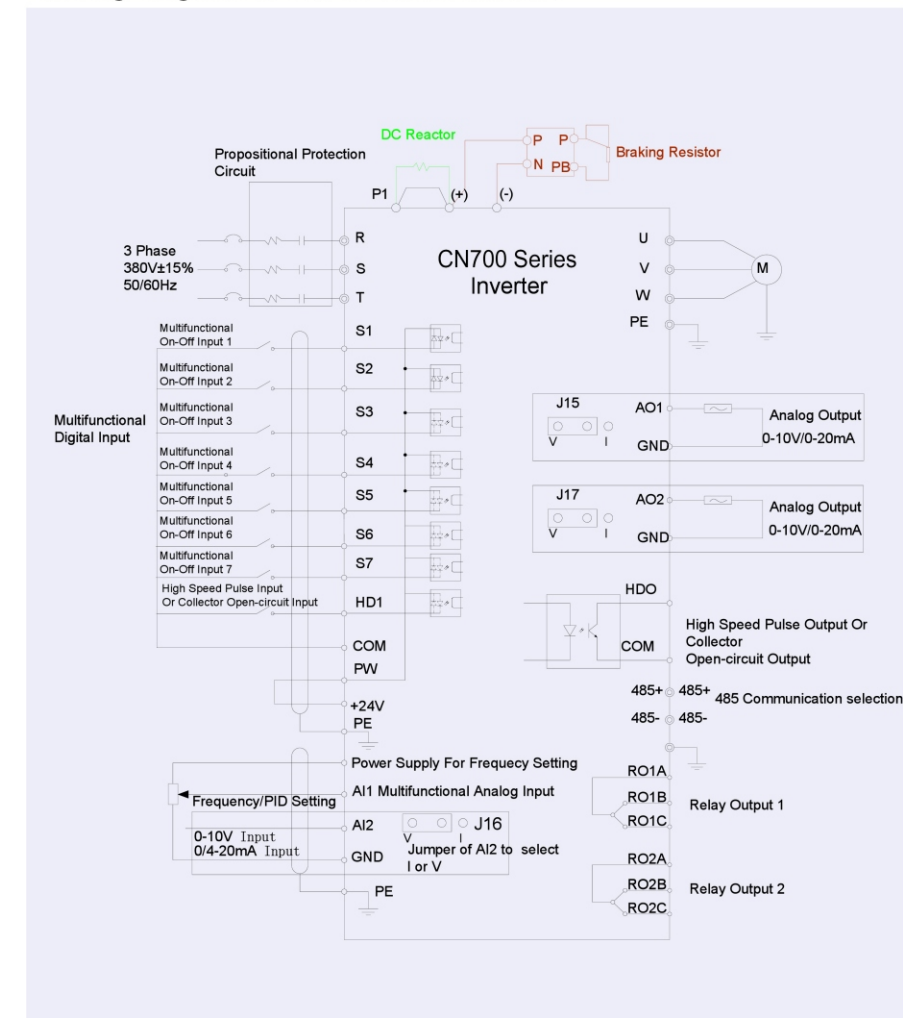 DC Reactor
P
P
N
PB
Braking Resistor
Propositional Protection
Circuit
P1
(+)
(-)
3 Phase
380V±15%
50/60Hz
R
S
T
CN700 Series
Inverter
U
V
W
PE
M
Multifunctional
Digital Input
Multifunctional
On-Off Input 1
S1
Multifunctional
On-Off Input 2
S2
Multifunctional
On-Off Input 3
S3
Multifunctional
On-Off Input 4
S4
Multifunctional
On-Off Input 5
S5
Multifunctional
On-Off Input 6
S6
Multifunctional
On-Off Input 7
S7
High Speed Pulse Input
Or Collector Open-circuit Input
HD1
COM
PW
+24V
PE
J15
V
I
AO1
GND
Analog Output
0-10V/0-20mA
J17
V
I
AO2
GND
Analog Output
0-10V/0-20mA
HDO
COM
High Speed Pulse Output Or
Collector
Open-circuit Output
485+
485+
485-
485-
485 Communication selection
Power Supply For Frequecy Setting
AI1 Multifunctional Analog Input
Frequency/PID Setting
AI2
J16
V
I
0-10V Input
0/4-20mA Input
GND
Jumper of AI2 to select
I or V
PE
RO1A
RO1B
RO1C
Relay Output 1
RO2A
RO2B
RO2C
Relay Output 2